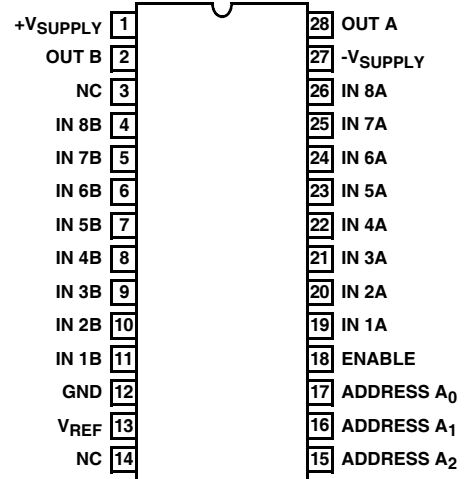 +VSUPPLY 1 28 OUT A
OUT B 2 27 -VSUPPLY
NC 3 26 IN 8A
IN 8B 4 25 IN 7A
IN 7B 5 24 IN 6A
IN 6B 6 23 IN 5A
IN 5B 7 22 IN 4A
IN 4B 8 21 IN 3A
IN 3B 9 20 IN 2A
IN 2B 10 19 IN 1A
IN 1B 11 18 ENABLE
GND 12 17 ADDRESS A0
VREF 13 16 ADDRESS A1
NC 14 15 ADDRESS A2